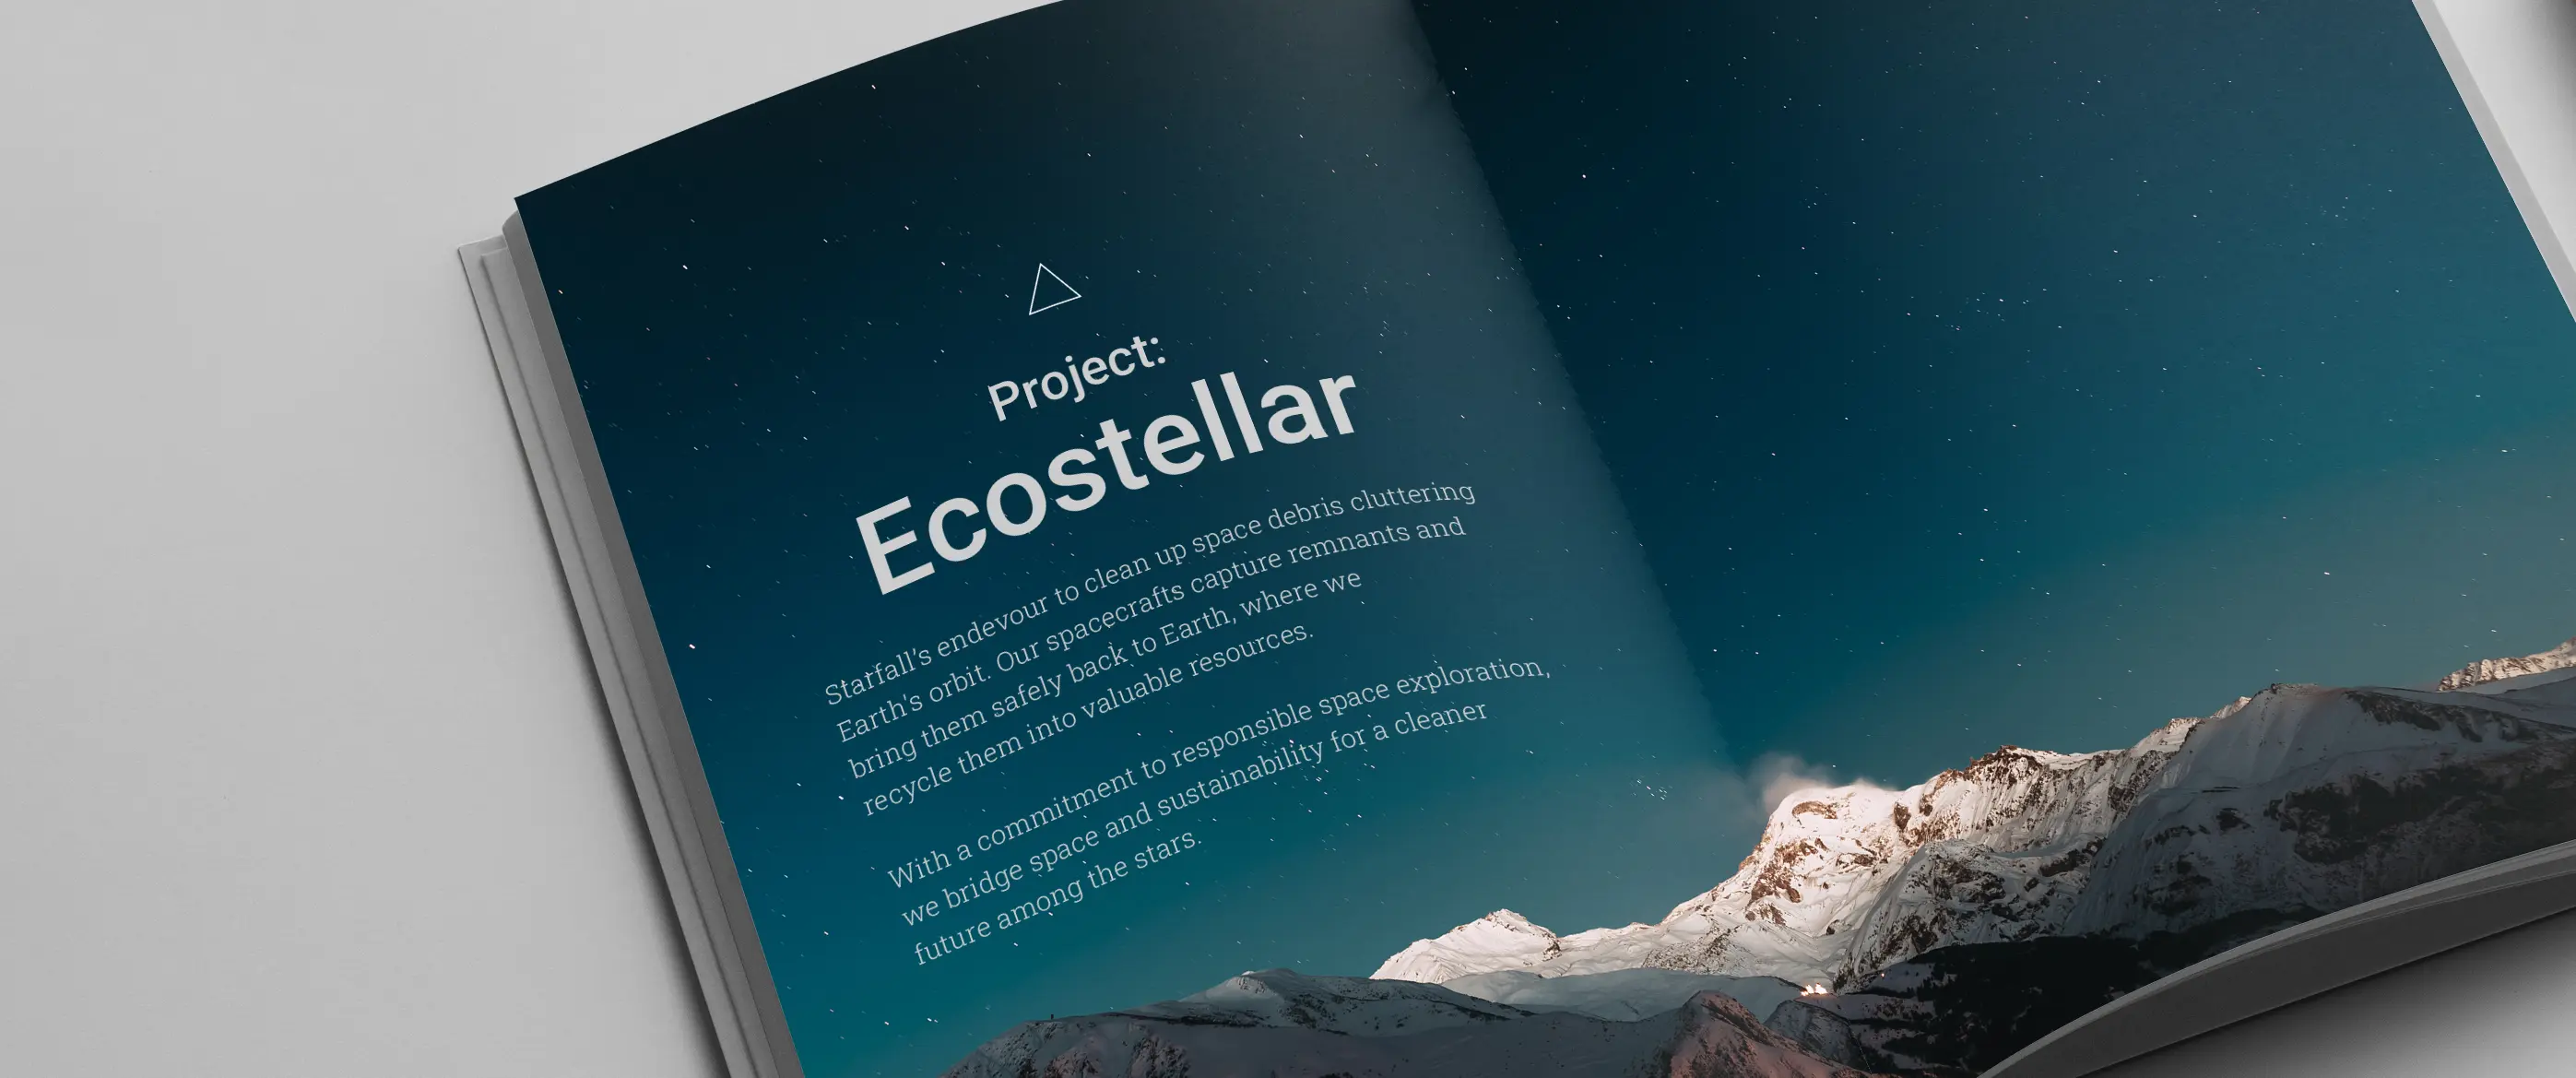 Project:
Ecostellar
Starfall's endevour to clean up space debris cluttering
Earth's orbit. Our spacecrafts capture remnants and
bring them safely back to Earth, where we
recycle them into valuable resources.
With a commitment to responsible space exploration,
we bridge space and sustainability for a cleaner
future among the stars.